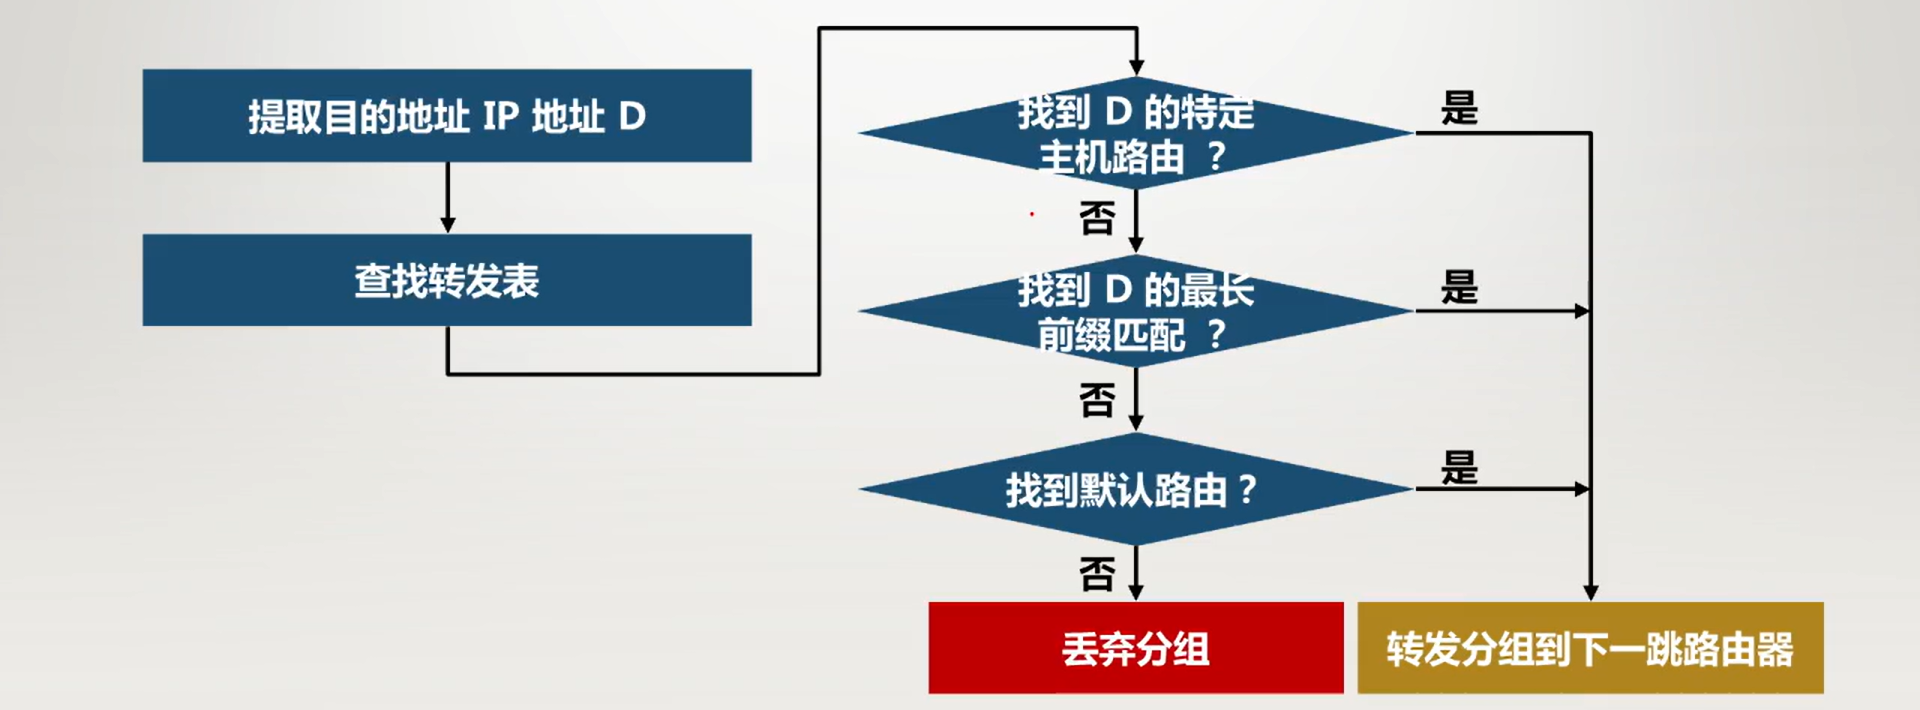 提取目的地址 IP 地址 D
查找转发表
找到 D 的特定
主机路由 ?
是
否
找到 D 的最长
前缀匹配 ?
是
否
找到默认路由?
是
否
丢弃分组
转发分组到下一跳路由器